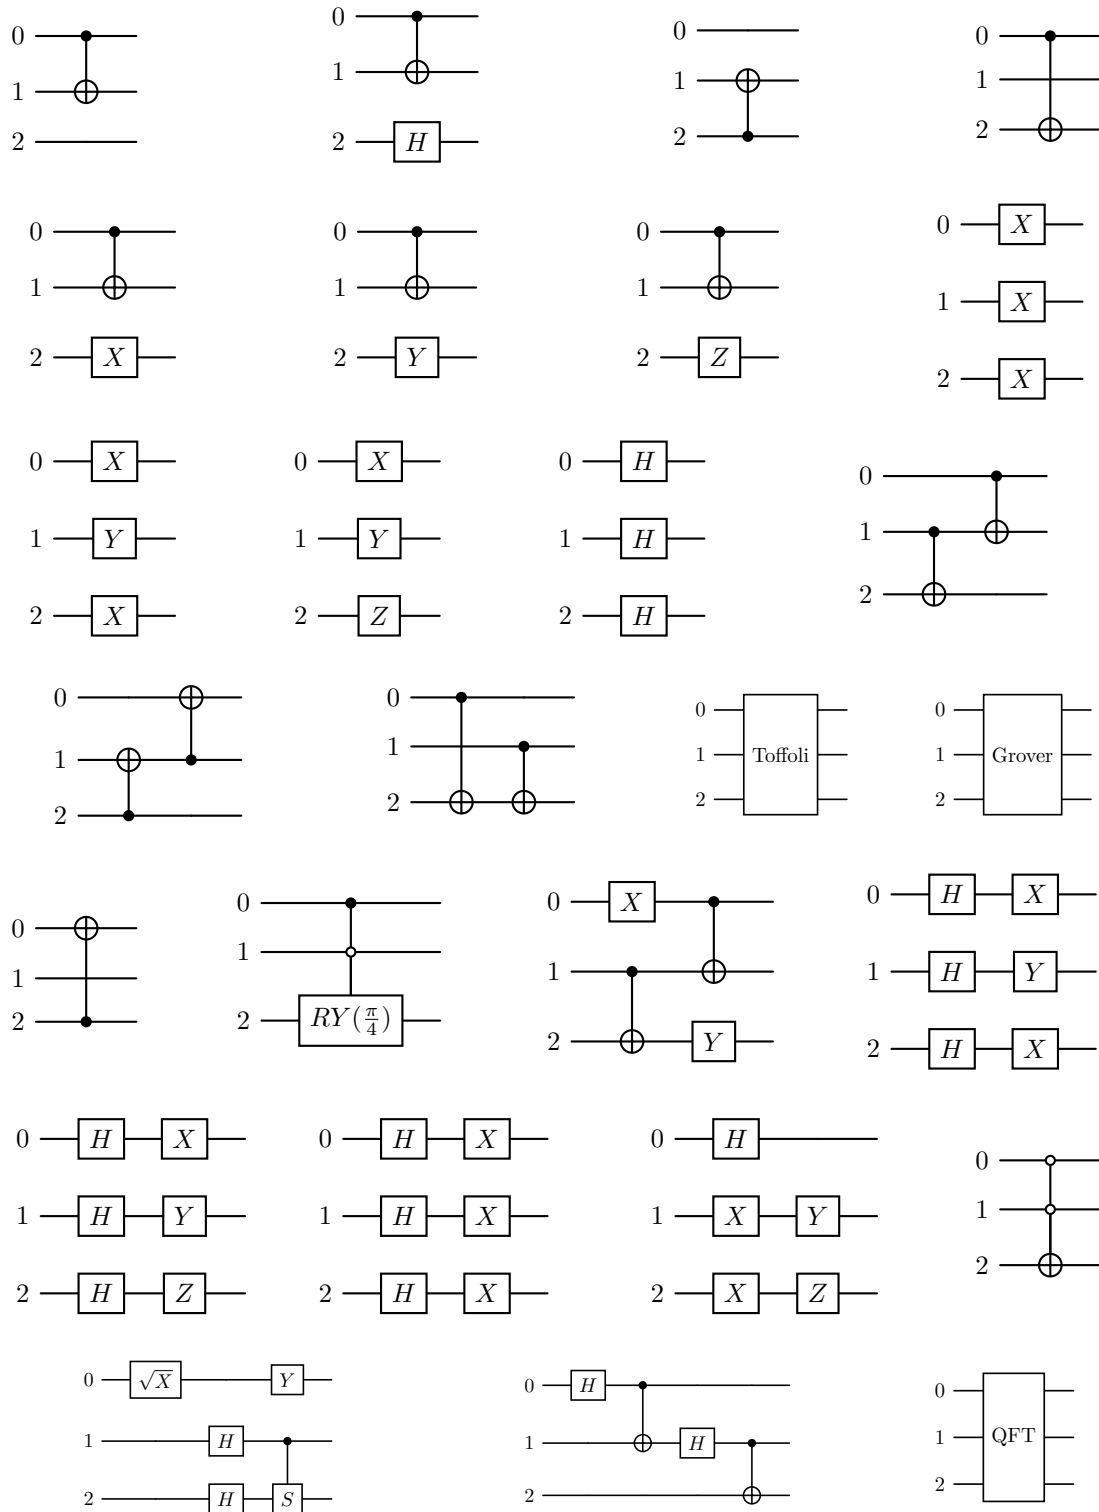 0 0 0 0
1 1 1 1
2 2 H 2 2
0 0 0 0 X
1 1 1 1 X
2 X 2 Y 2 Z 2 X
0 X 0 X 0 H 0
1 Y 1 Y 1 H 1
2 X 2 Z 2 H 2
0 0 0 0
1 1 1 Toffoli 1 Grover
2 2 2 2
0 0 0 X 0 H X
1 1 1 1 H Y
2 2 RY(π/4) 2 Y 2 H X
0 H X 0 H X 0 H 0
1 H Y 1 H X 1 X Y 1
2 H Z 2 H X 2 X Z 2
0 √X Y 0 H 0
1 H 1 H 1 QFT
2 H S 2 2